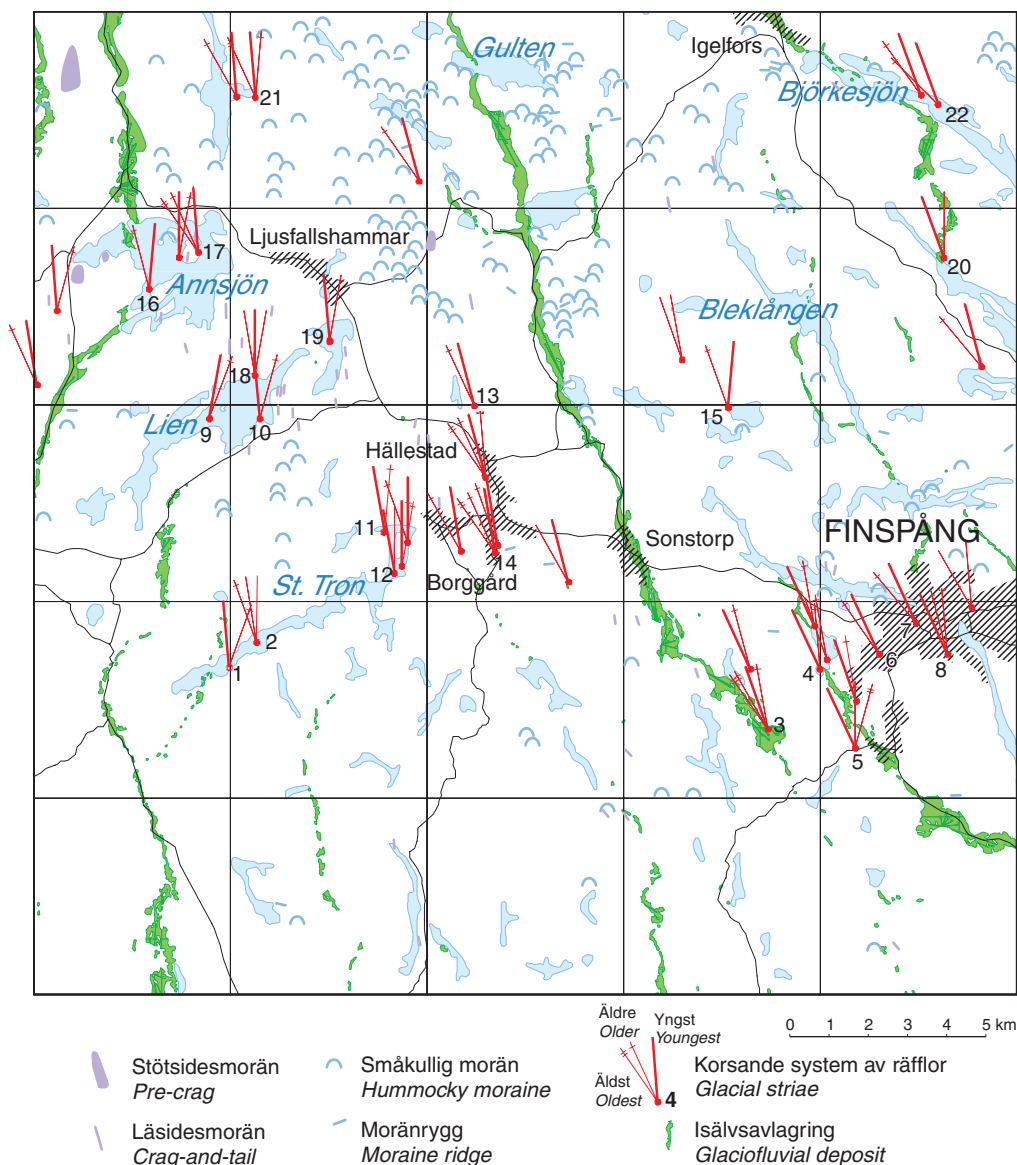 Gulten
Igelfors
Björkesjön
21
22
17
Ljusfallshammar
20
16
Annsjön
Bleklången
19
18
13
15
Lien
9
10
Hällestad
11
FINSPÅNG
Sonstorp
14
12
Borggård
St. Tron
7
2
6
4
8
1
3
5
Äldre
Older
Yngst
Youngest
0 1 2 3 4 5 km
Äldst
Oldest
4
Stötsidesmorän
Pre-crag
Småkullig morän
Hummocky moraine
Korsande system av räfflor
Glacial striae
Läsidesmorän
Crag-and-tail
Moränrygg
Moraine ridge
Isälvsavlagring
Glaciofluvial deposit